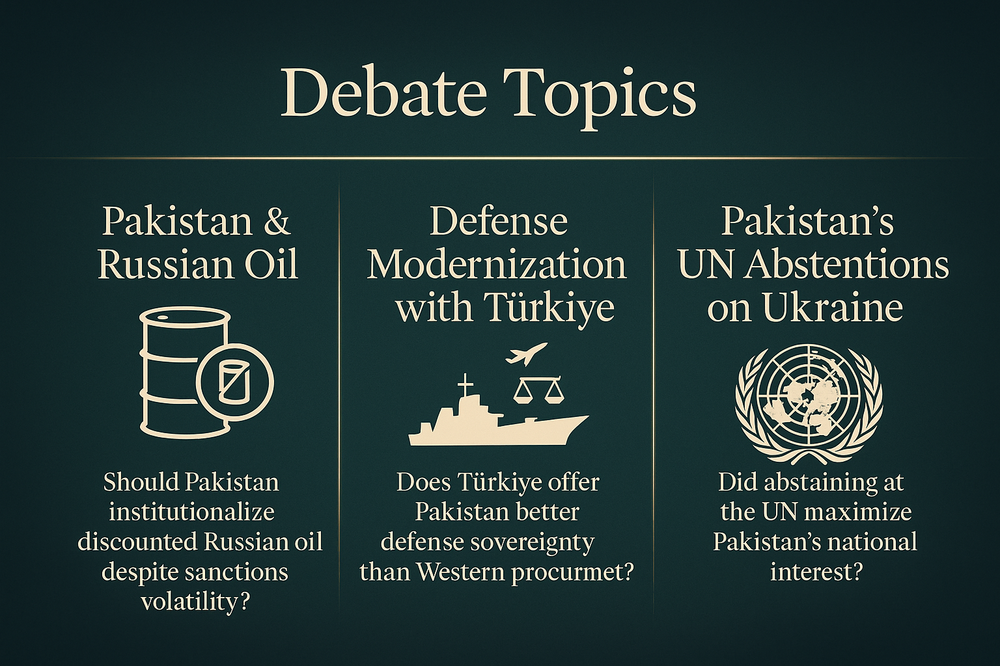 Debate Topics
Pakistan &
Russian Oil
Should Pakistan
institutionalize
discounted Russian oil
despite sanctions
volatility?
Defense
Modernization
with Türkiye
Does Türkiye offer
Pakistan better
defense sovereignty
than Western procurmet?
Pakistan’s
UN Abstentions
on Ukraine
Did abstaining at
the UN maximize
Pakistan’s national
interest?